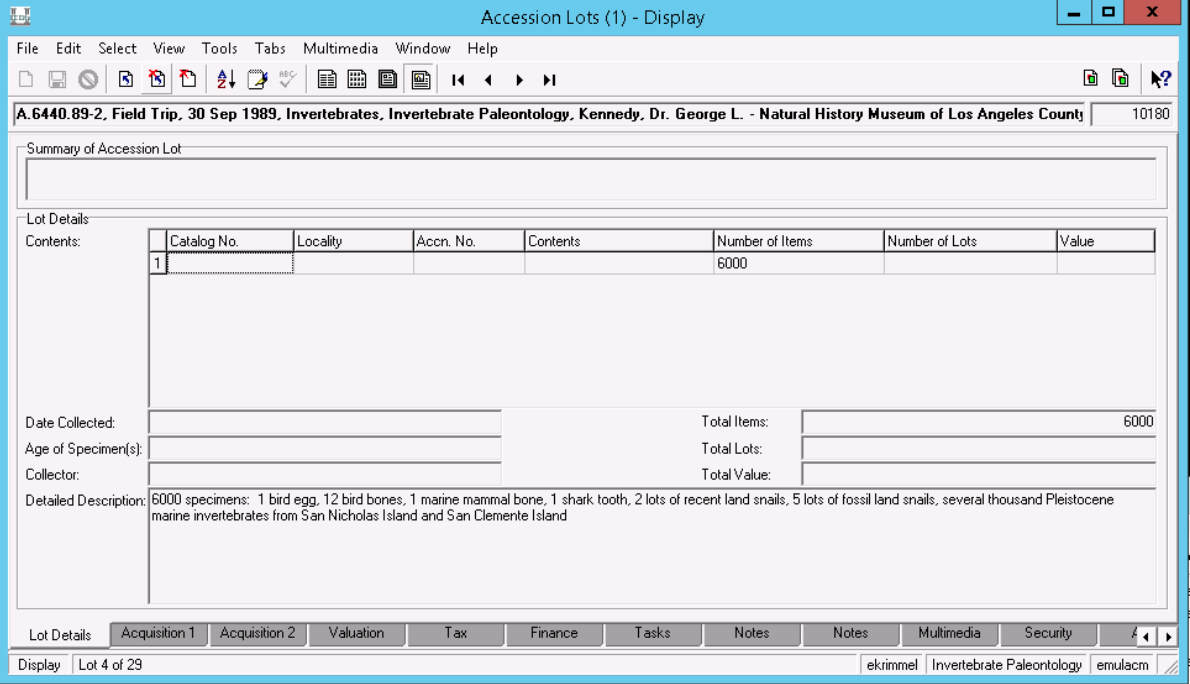 Accession Lots (1) - Display
File Edit Select View Tools Tabs Multimedia Window Help
A.6440.89-2, Field Trip, 30 Sep 1989, Invertebrates, Invertebrate Paleontology, Kennedy, Dr. George L. - Natural History Museum of Los Angeles County 10180
Summary of Accession Lot
Lot Details
Contents: Catalog No. Locality Accn. No. Contents Number of Items Number of Lots Value
1 6000
Date Collected: Total Items: 6000
Age of Specimen(s): Total Lots:
Collector: Total Value:
Detailed Description: 6000 specimens: 1 bird egg, 12 bird bones, 1 marine mammal bone, 1 shark tooth, 2 lots of recent land snails, 5 lots of fossil land snails, several thousand Pleistocene
marine invertebrates from San Nicholas Island and San Clemente Island
Lot Details Acquisition 1 Acquisition 2 Valuation Tax Finance Tasks Notes Notes Multimedia Security
Display Lot 4 of 29 ekrimmel Invertebrate Paleontology emulacm